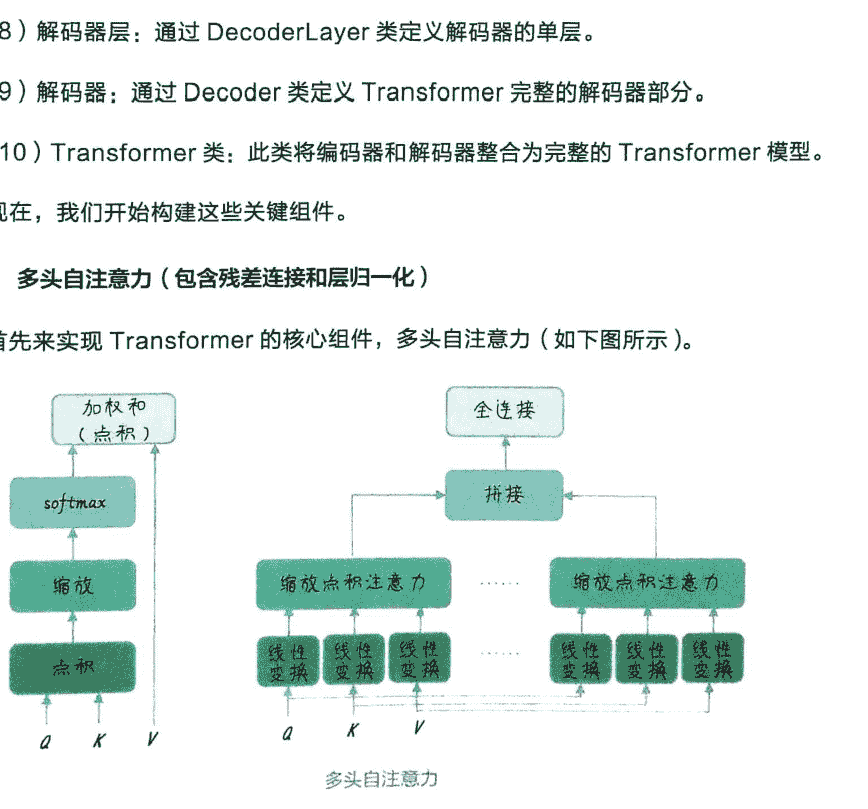 8）解码器层：通过 DecoderLayer 类定义解码器的单层。
9）解码器：通过 Decoder 类定义 Transformer 完整的解码器部分。
10）Transformer 类：此类将编码器和解码器整合为完整的 Transformer 模型。
现在，我们开始构建这些关键组件。
多头自注意力（包含残差连接和层归一化）
首先来实现 Transformer 的核心组件，多头自注意力（如下图所示）。
加权和
（点积）
softmax
缩放
点积
Q K V
全连接
拼接
缩放点积注意力 …… 缩放点积注意力
线性变换 线性变换 线性变换 …… 线性变换 线性变换 线性变换
Q K V
多头自注意力